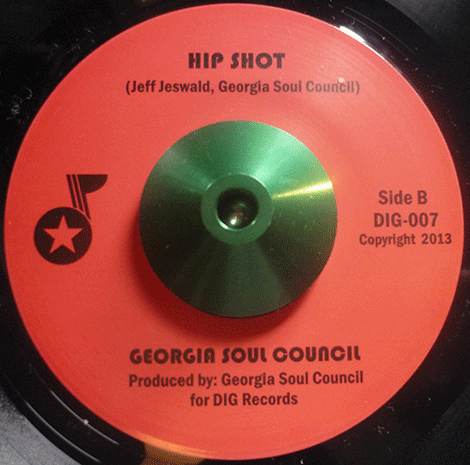 HIP SHOT
(Jeff Jeswald, Georgia Soul Council)
Side B
DIG-007
Copyright 2013
GEORGIA SOUL COUNCIL
Produced by: Georgia Soul Council
for DIG Records